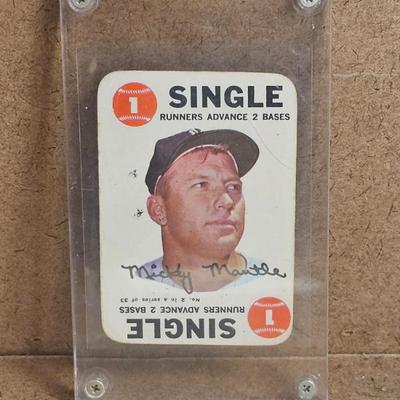 1 SINGLE
RUNNERS ADVANCE 2 BASES
Micky Mantle
No. 2 in a series of 33
RUNNERS ADVANCE 2 BASES
SINGLE 1